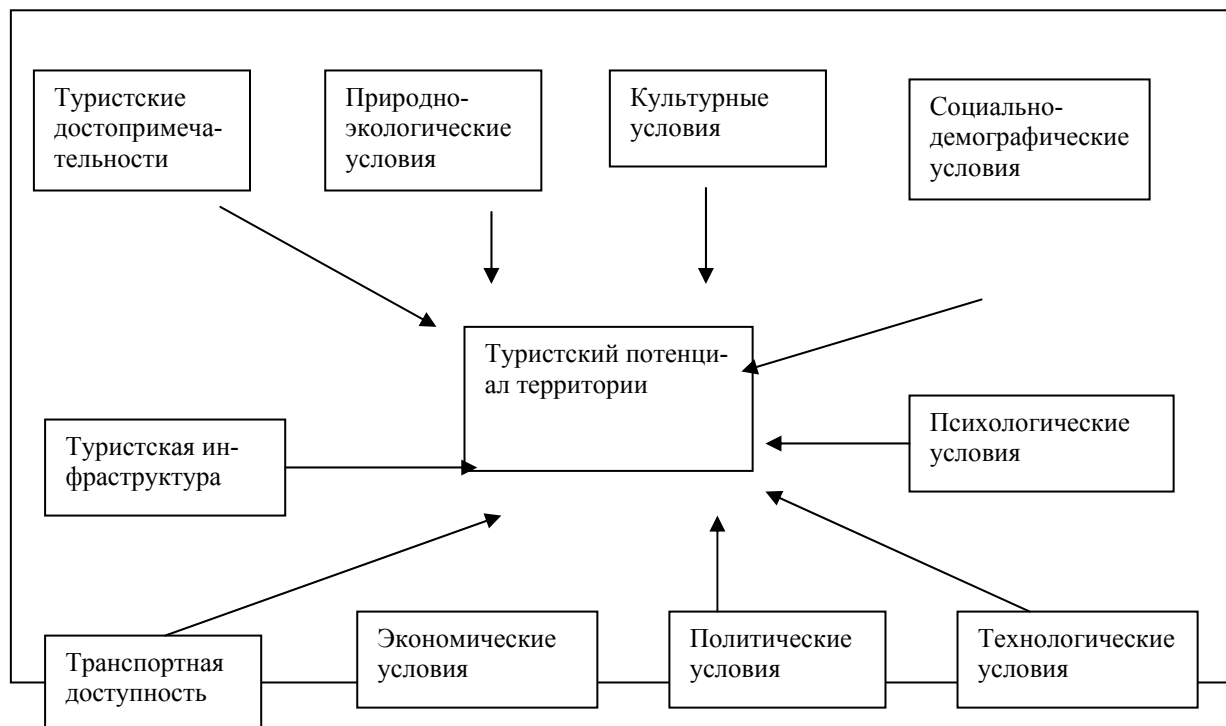 Туристские
достопримеча-
тельности
Природно-
экологические
условия
Культурные
условия
Социально-
демографические
условия
Туристский потенци-
ал территории
Туристская ин-
фраструктура
Психологические
условия
Транспортная
доступность
Экономические
условия
Политические
условия
Технологические
условия